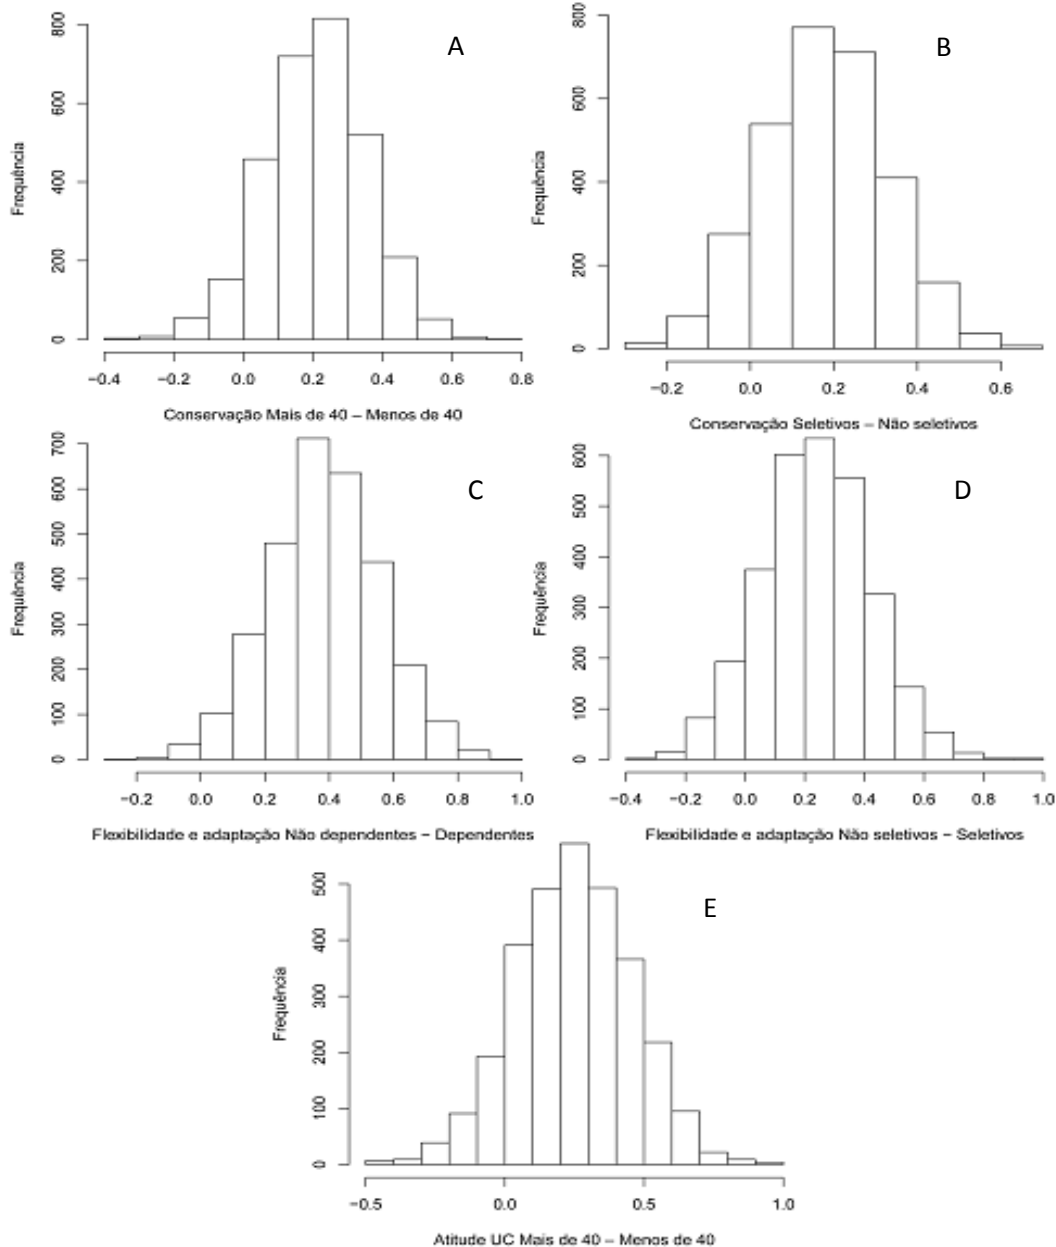 A
Frequência
0 200 400 600 800
−0.4 −0.2 0.0 0.2 0.4 0.6 0.8
Conservação Mais de 40 − Menos de 40
B
Frequência
0 200 400 600 800
−0.2 0.0 0.2 0.4 0.6
Conservação Seletivos − Não seletivos
C
Frequência
0 100 200 300 400 500 600 700
−0.2 0.0 0.2 0.4 0.6 0.8 1.0
Flexibilidade e adaptação Não dependentes − Dependentes
D
Frequência
0 100 200 300 400 500 600
−0.4 −0.2 0.0 0.2 0.4 0.6 0.8 1.0
Flexibilidade e adaptação Não seletivos − Seletivos
E
Frequência
0 100 200 300 400 500
−0.5 0.0 0.5 1.0
Atitude UC Mais de 40 − Menos de 40